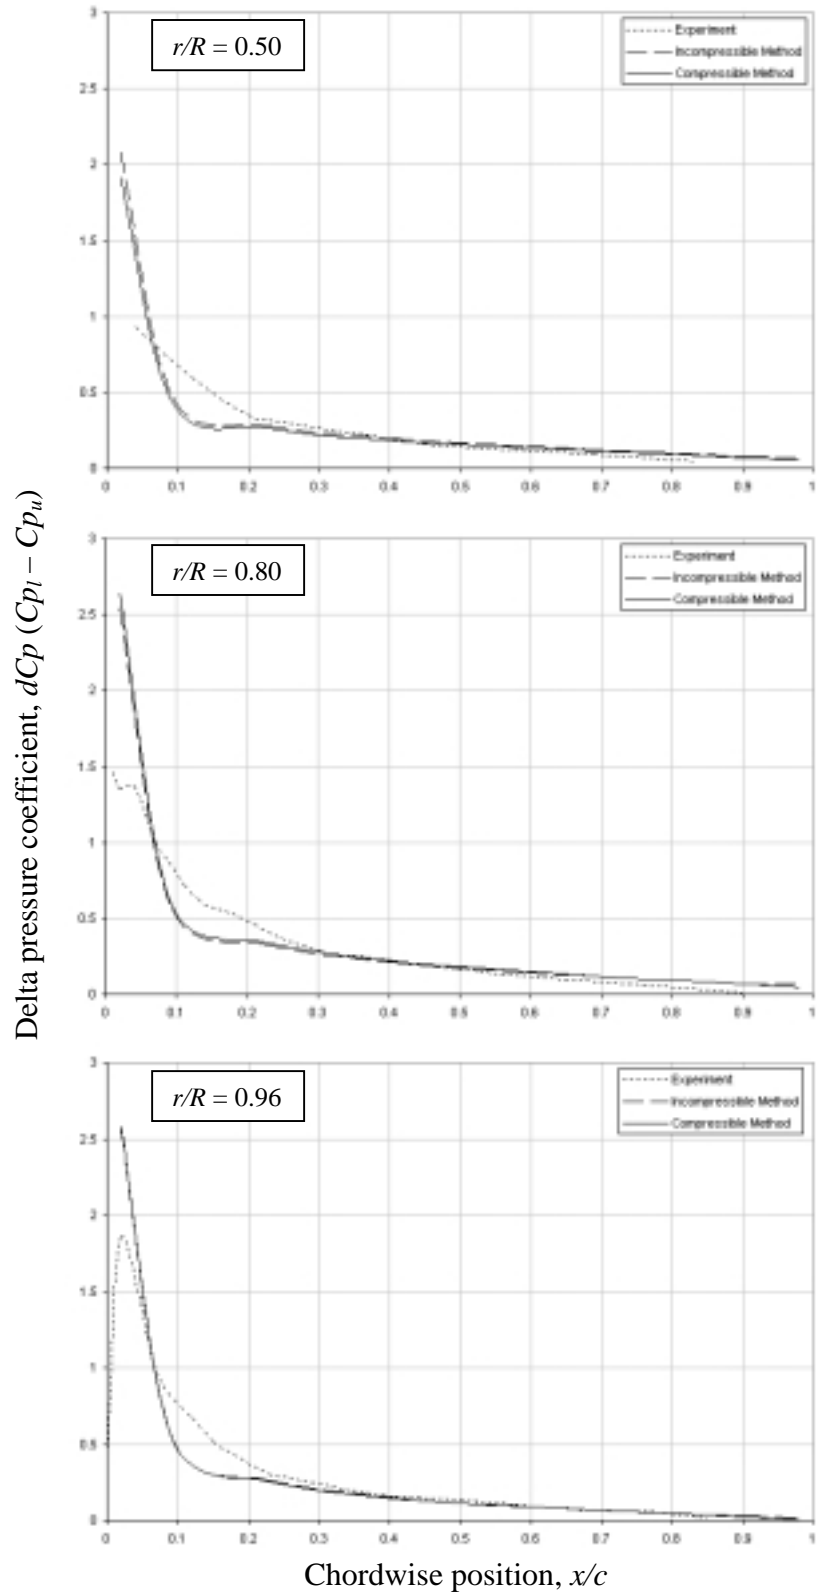 r/R = 0.50
Experiment
Incompressible Method
Compressible Method
3
2.5
2
1.5
1
0.5
0
0 0.1 0.2 0.3 0.4 0.5 0.6 0.7 0.8 0.9 1
r/R = 0.80
Experiment
Incompressible Method
Compressible Method
3
2.5
2
1.5
1
0.5
0
0 0.1 0.2 0.3 0.4 0.5 0.6 0.7 0.8 0.9 1
Delta pressure coefficient, dCp (Cpl – Cpu)
r/R = 0.96
Experiment
Incompressible Method
Compressible Method
3
2.5
2
1.5
1
0.5
0
0 0.1 0.2 0.3 0.4 0.5 0.6 0.7 0.8 0.9 1
Chordwise position, x/c